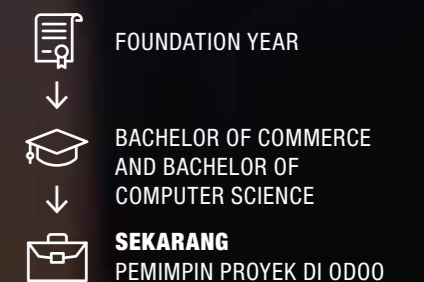 FOUNDATION YEAR
BACHELOR OF COMMERCE
AND BACHELOR OF
COMPUTER SCIENCE
SEKARANG
PEMIMPIN PROYEK DI ODOO